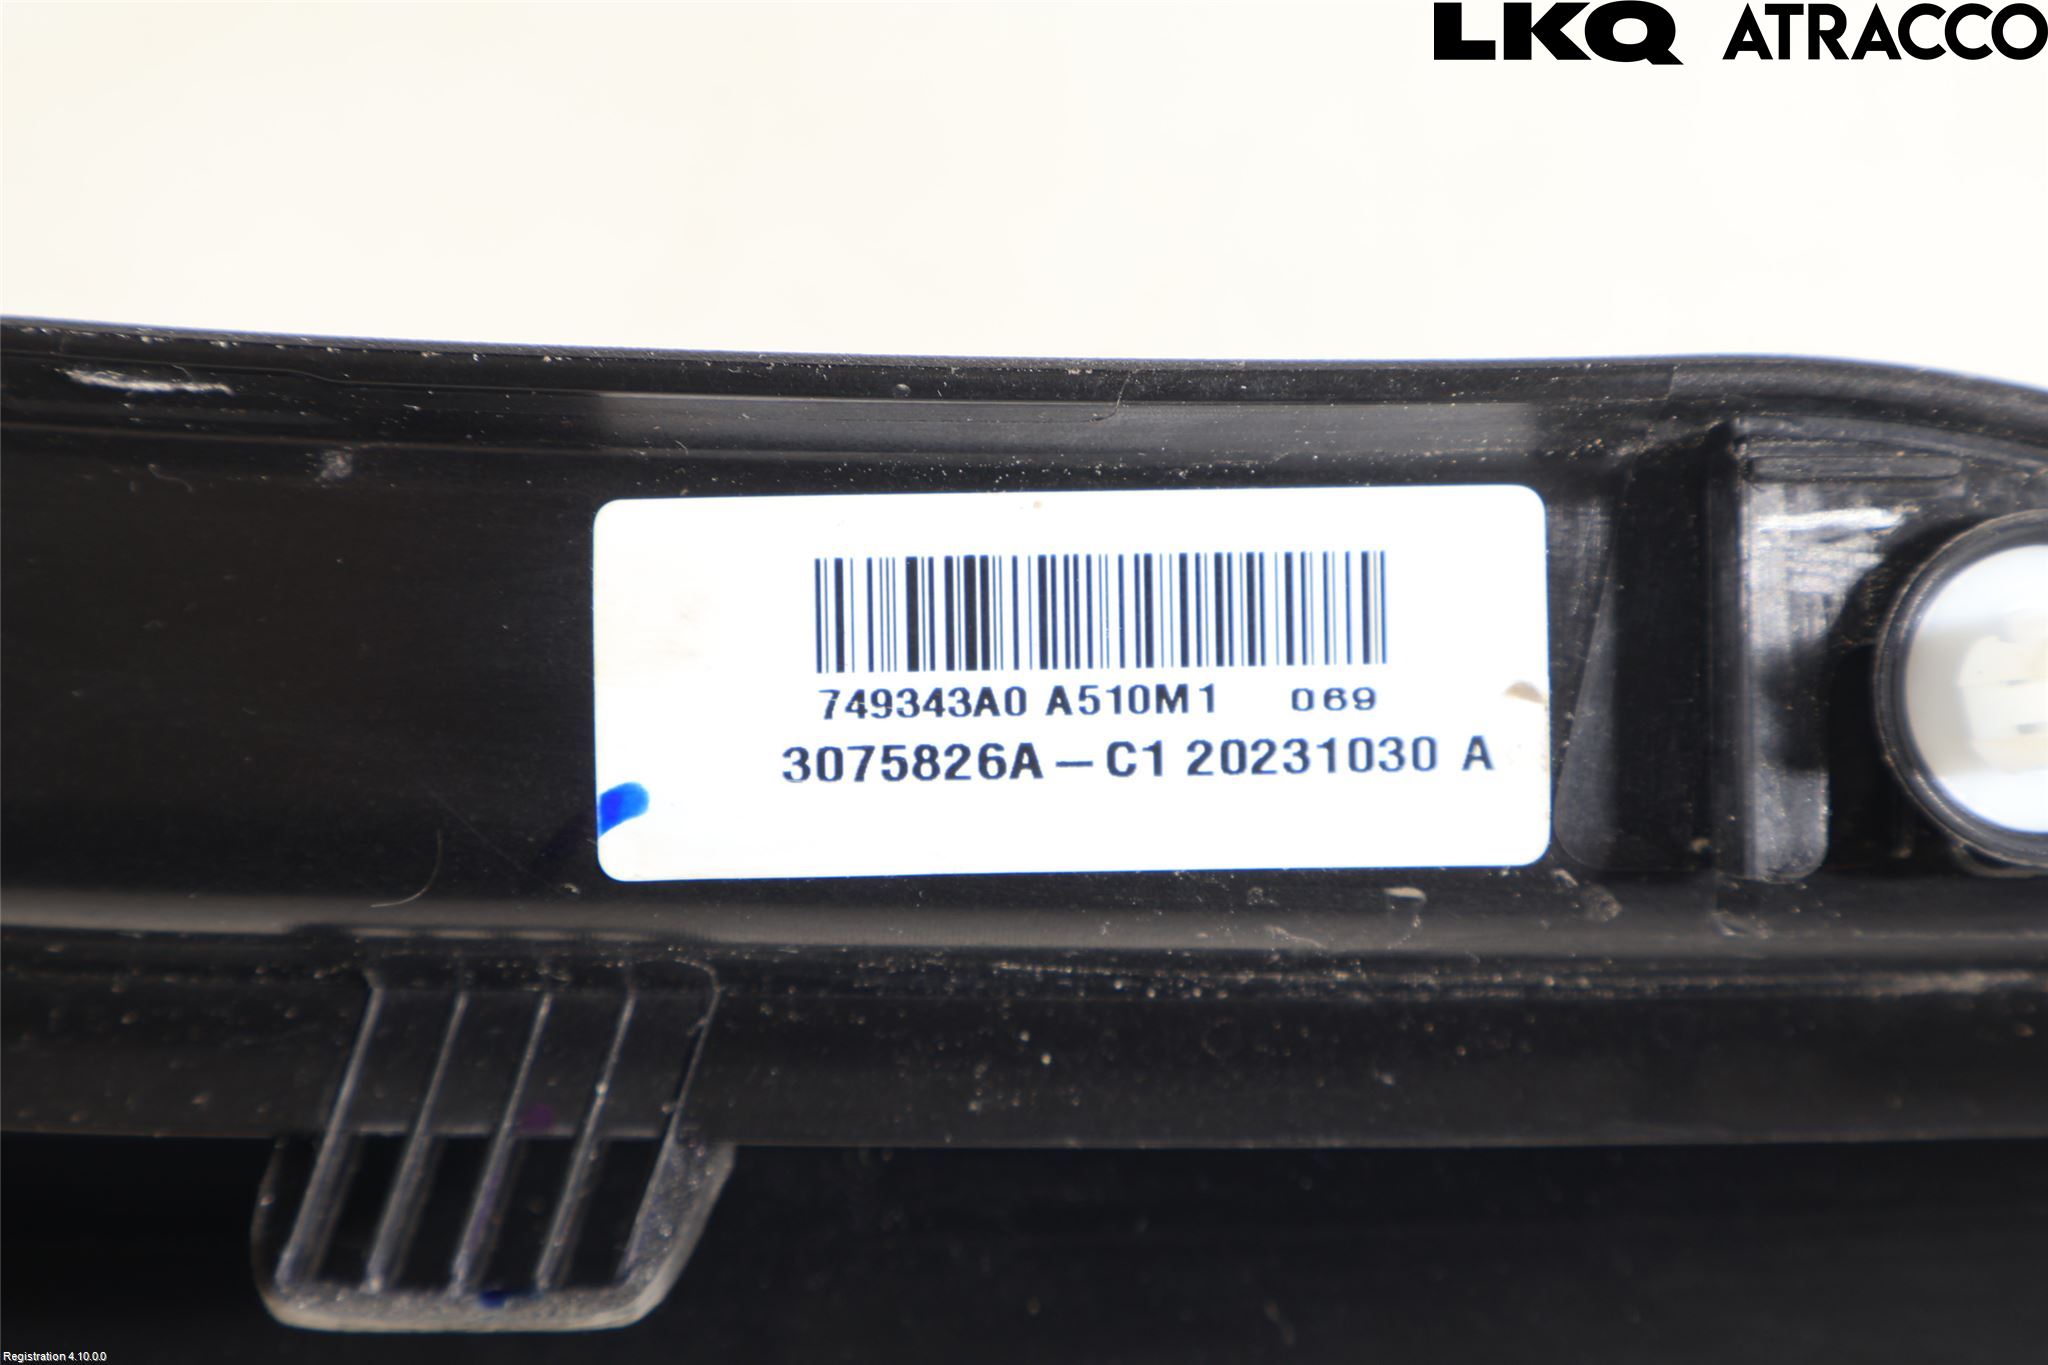 LKQ ATRACCO
749343A0 A510M1 069
3075826A-C1 20231030 A
Registration 4.10.0.0